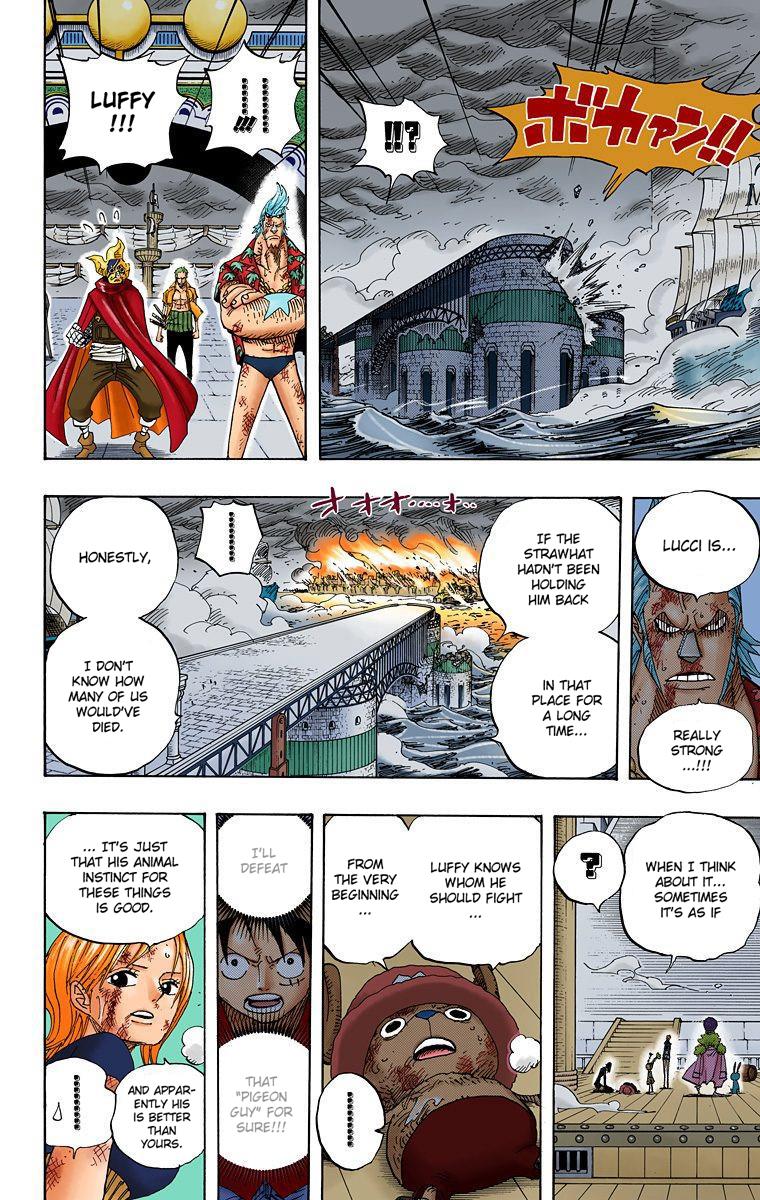 ボカァン!!
!!?
!!!
LUFFY
!!!
LUCCI IS...
REALLY
STRONG
...!!!
オオオ....オ..
IF THE
STRAWHAT
HADN'T BEEN
HOLDING
HIM BACK
IN THAT
PLACE FOR
A LONG
TIME...
HONESTLY,
I DON'T
KNOW HOW
MANY OF US
WOULD'VE
DIED.
WHEN I THINK
ABOUT IT...
SOMETIMES
IT'S AS IF
?
LUFFY KNOWS
WHOM HE
SHOULD FIGHT
...
FROM
THE VERY
BEGINNING
...
I'LL
DEFEAT
THAT
"PIGEON
GUY" FOR
SURE!!!
... IT'S JUST
THAT HIS ANIMAL
INSTINCT FOR
THESE THINGS
IS GOOD.
AND APPAR-
ENTLY HIS
IS BETTER
THAN
YOURS.